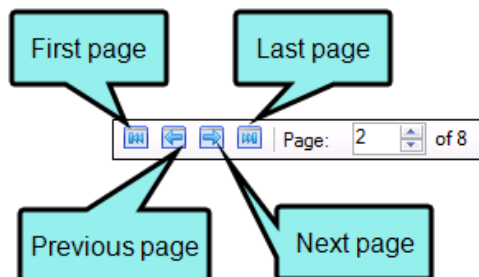 First page
Last page
Page: 2 of 8
Previous page
Next page